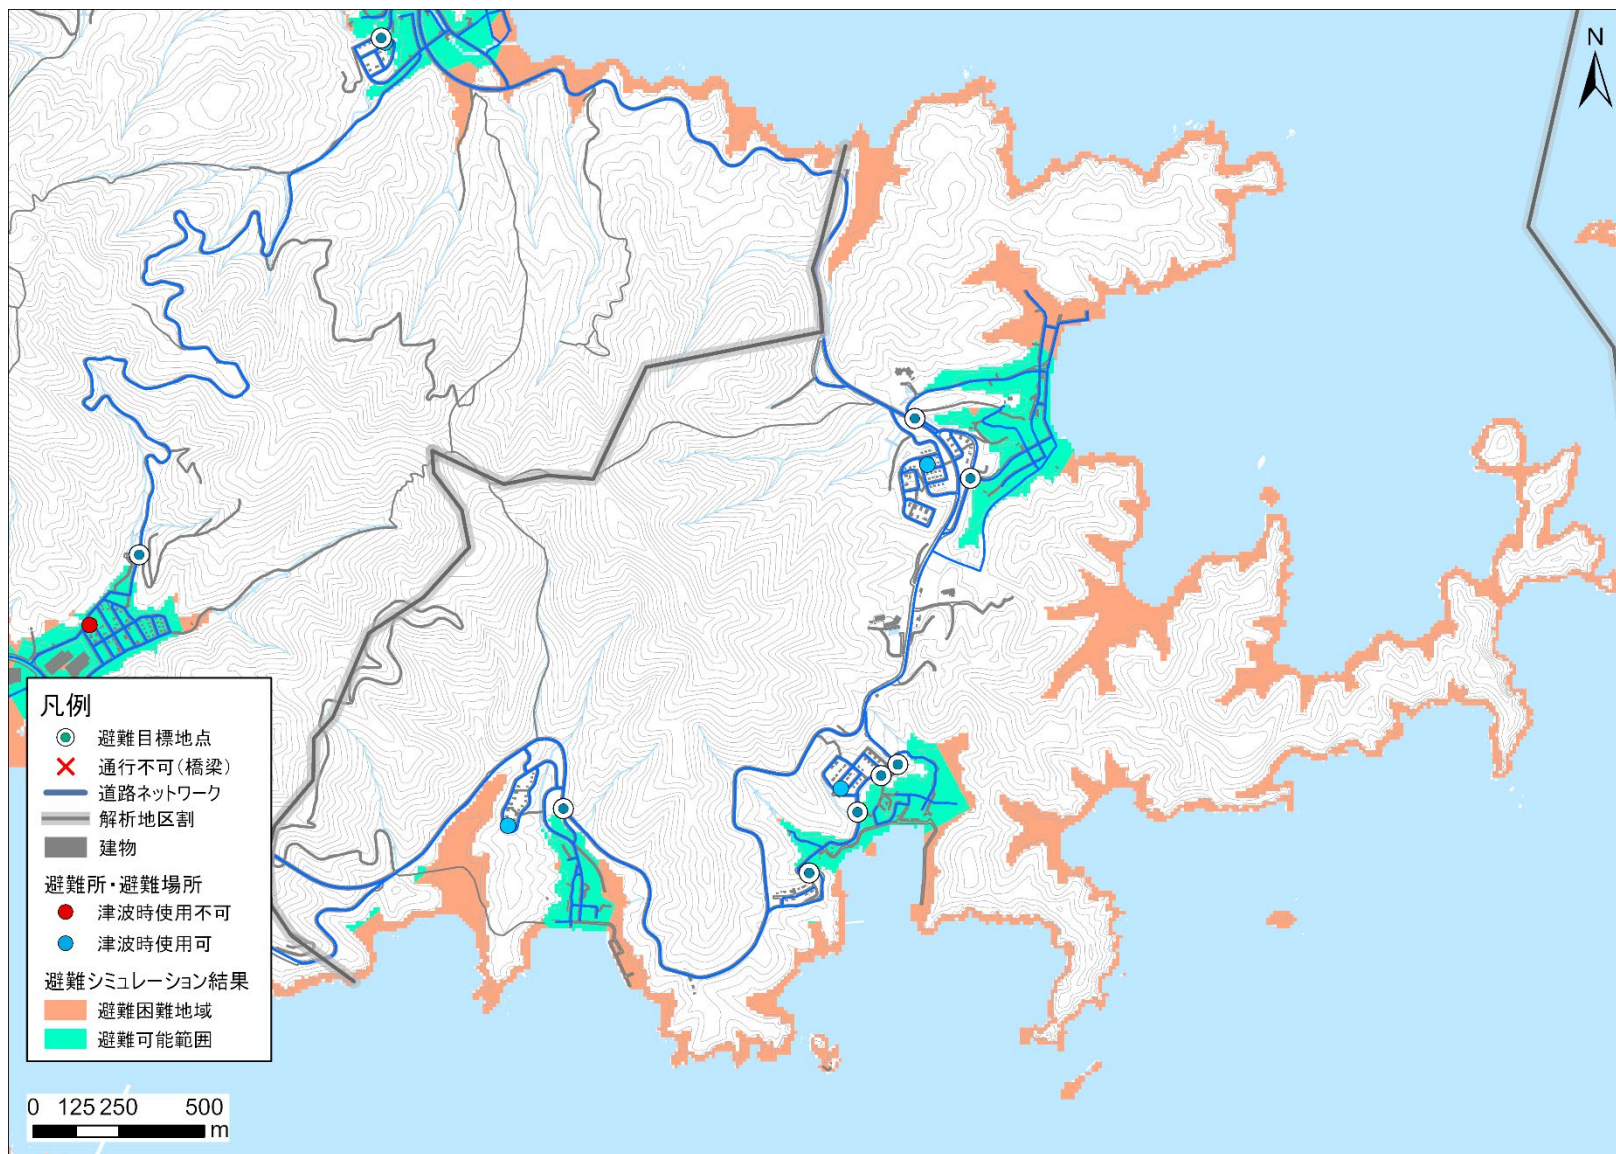 N
凡例
避難目標地点
通行不可(橋梁)
道路ネットワーク
解析地区割
建物
避難所・避難場所
津波時使用不可
津波時使用可
避難シミュレーション結果
避難困難地域
避難可能範囲
0 125 250 500
m